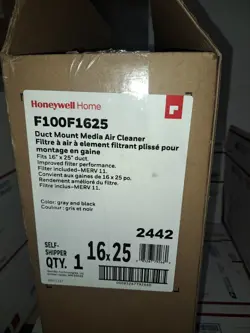 Honeywell Home
F100F1625
Duct Mount Media Air Cleaner
Filtre à air à element filtrant plissé pour
montage en gaine
Fits 16" x 25" duct.
Improved filter performance.
Filter included-MERV 11.
Convient aux gaines de 16 x 25 po.
Rendement amélioré du filtre.
Filtre inclus-MERV 11.
Color: gray and black
Couleur : gris et noir
2442
SELF-
SHIPPER
QTY. 1
16x25